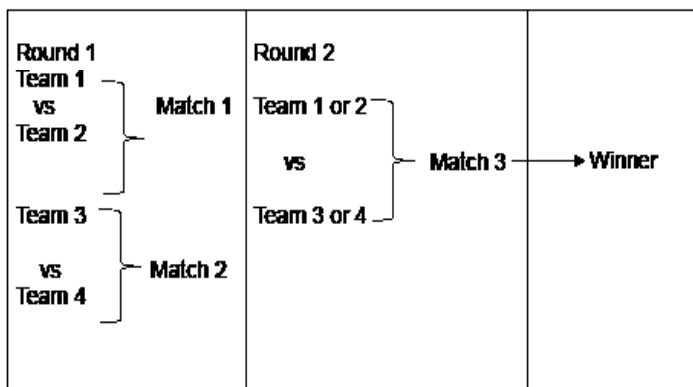 Round 1
Team 1
vs
Team 2
Match 1
Team 3
vs
Team 4
Match 2
Round 2
Team 1 or 2
vs
Team 3 or 4
Match 3
Winner